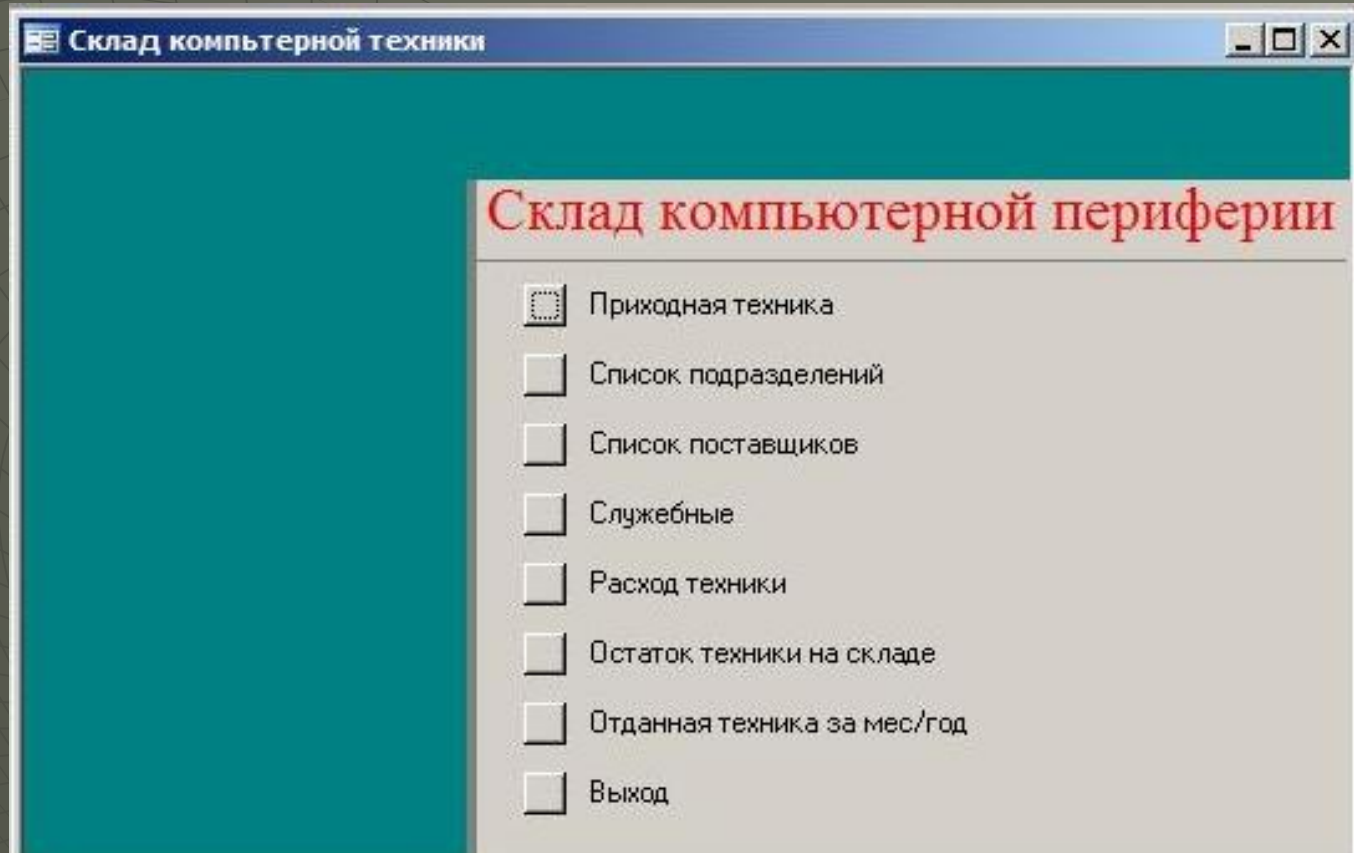 Склад компьтерной техники
Склад компьютерной периферии
Приходная техника
Список подразделений
Список поставщиков
Служебные
Расход техники
Остаток техники на складе
Отданная техника за мес/год
Выход